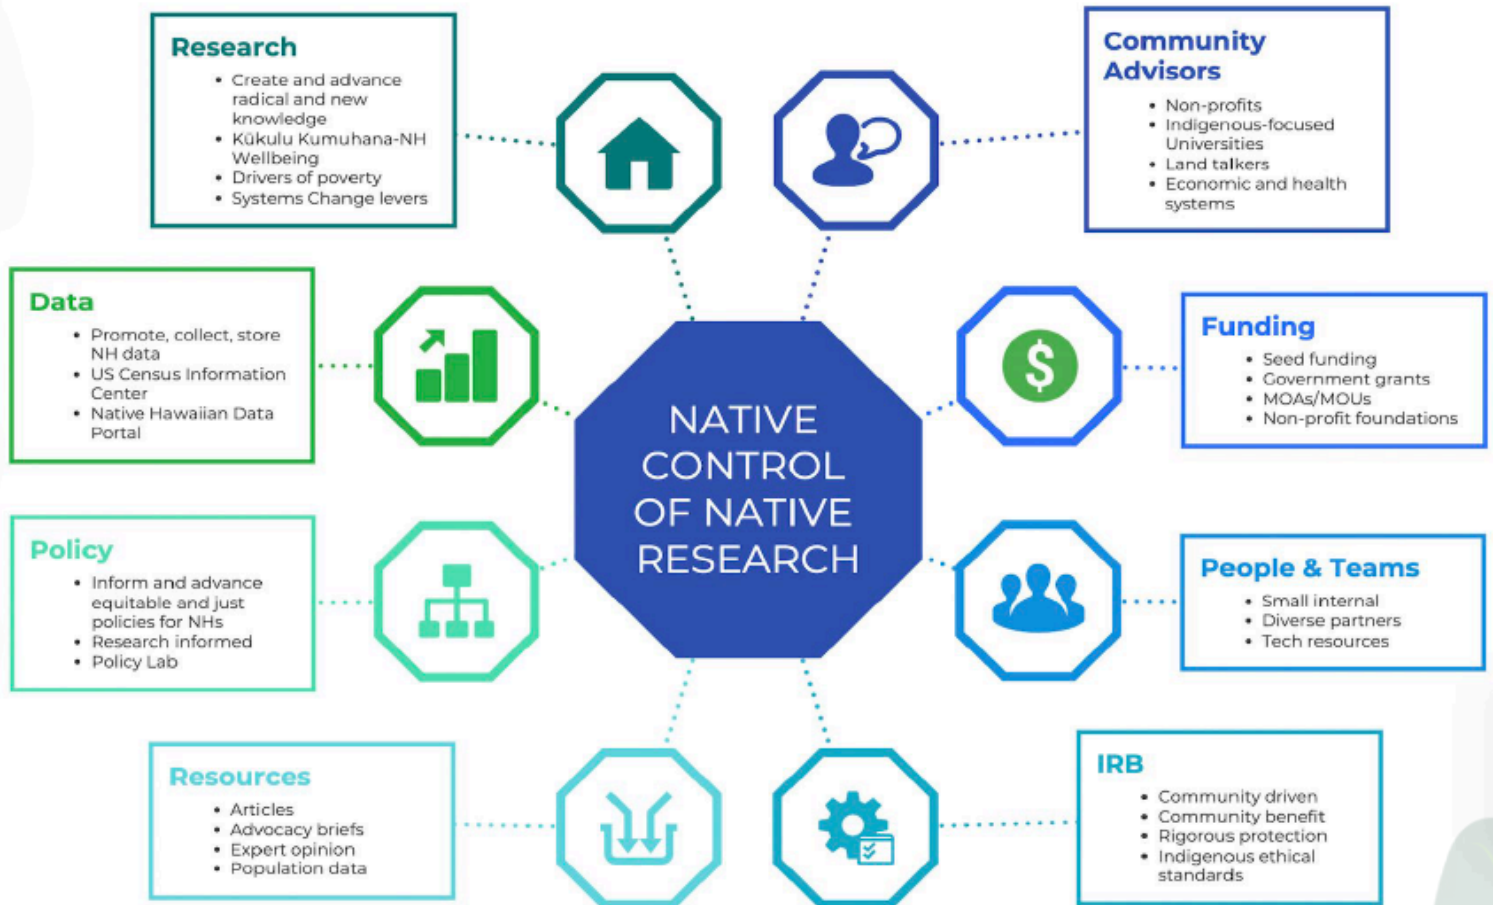 Research
• Create and advance
radical and new
knowledge
• Kūkulu Kumuhana-NH
Wellbeing
• Drivers of poverty
• Systems Change levers
Community
Advisors
• Non-profits
• Indigenous-focused
Universities
• Land talkers
• Economic and health
systems
Data
• Promote, collect, store
NH data
• US Census Information
Center
• Native Hawaiian Data
Portal
Funding
• Seed funding
• Government grants
• MOAs/MOUs
• Non-profit foundations
NATIVE
CONTROL
OF NATIVE
RESEARCH
$
Policy
• Inform and advance
equitable and just
policies for NHs
• Research informed
• Policy Lab
People & Teams
• Small internal
• Diverse partners
• Tech resources
Resources
• Articles
• Advocacy briefs
• Expert opinion
• Population data
IRB
• Community driven
• Community benefit
• Rigorous protection
• Indigenous ethical
standards